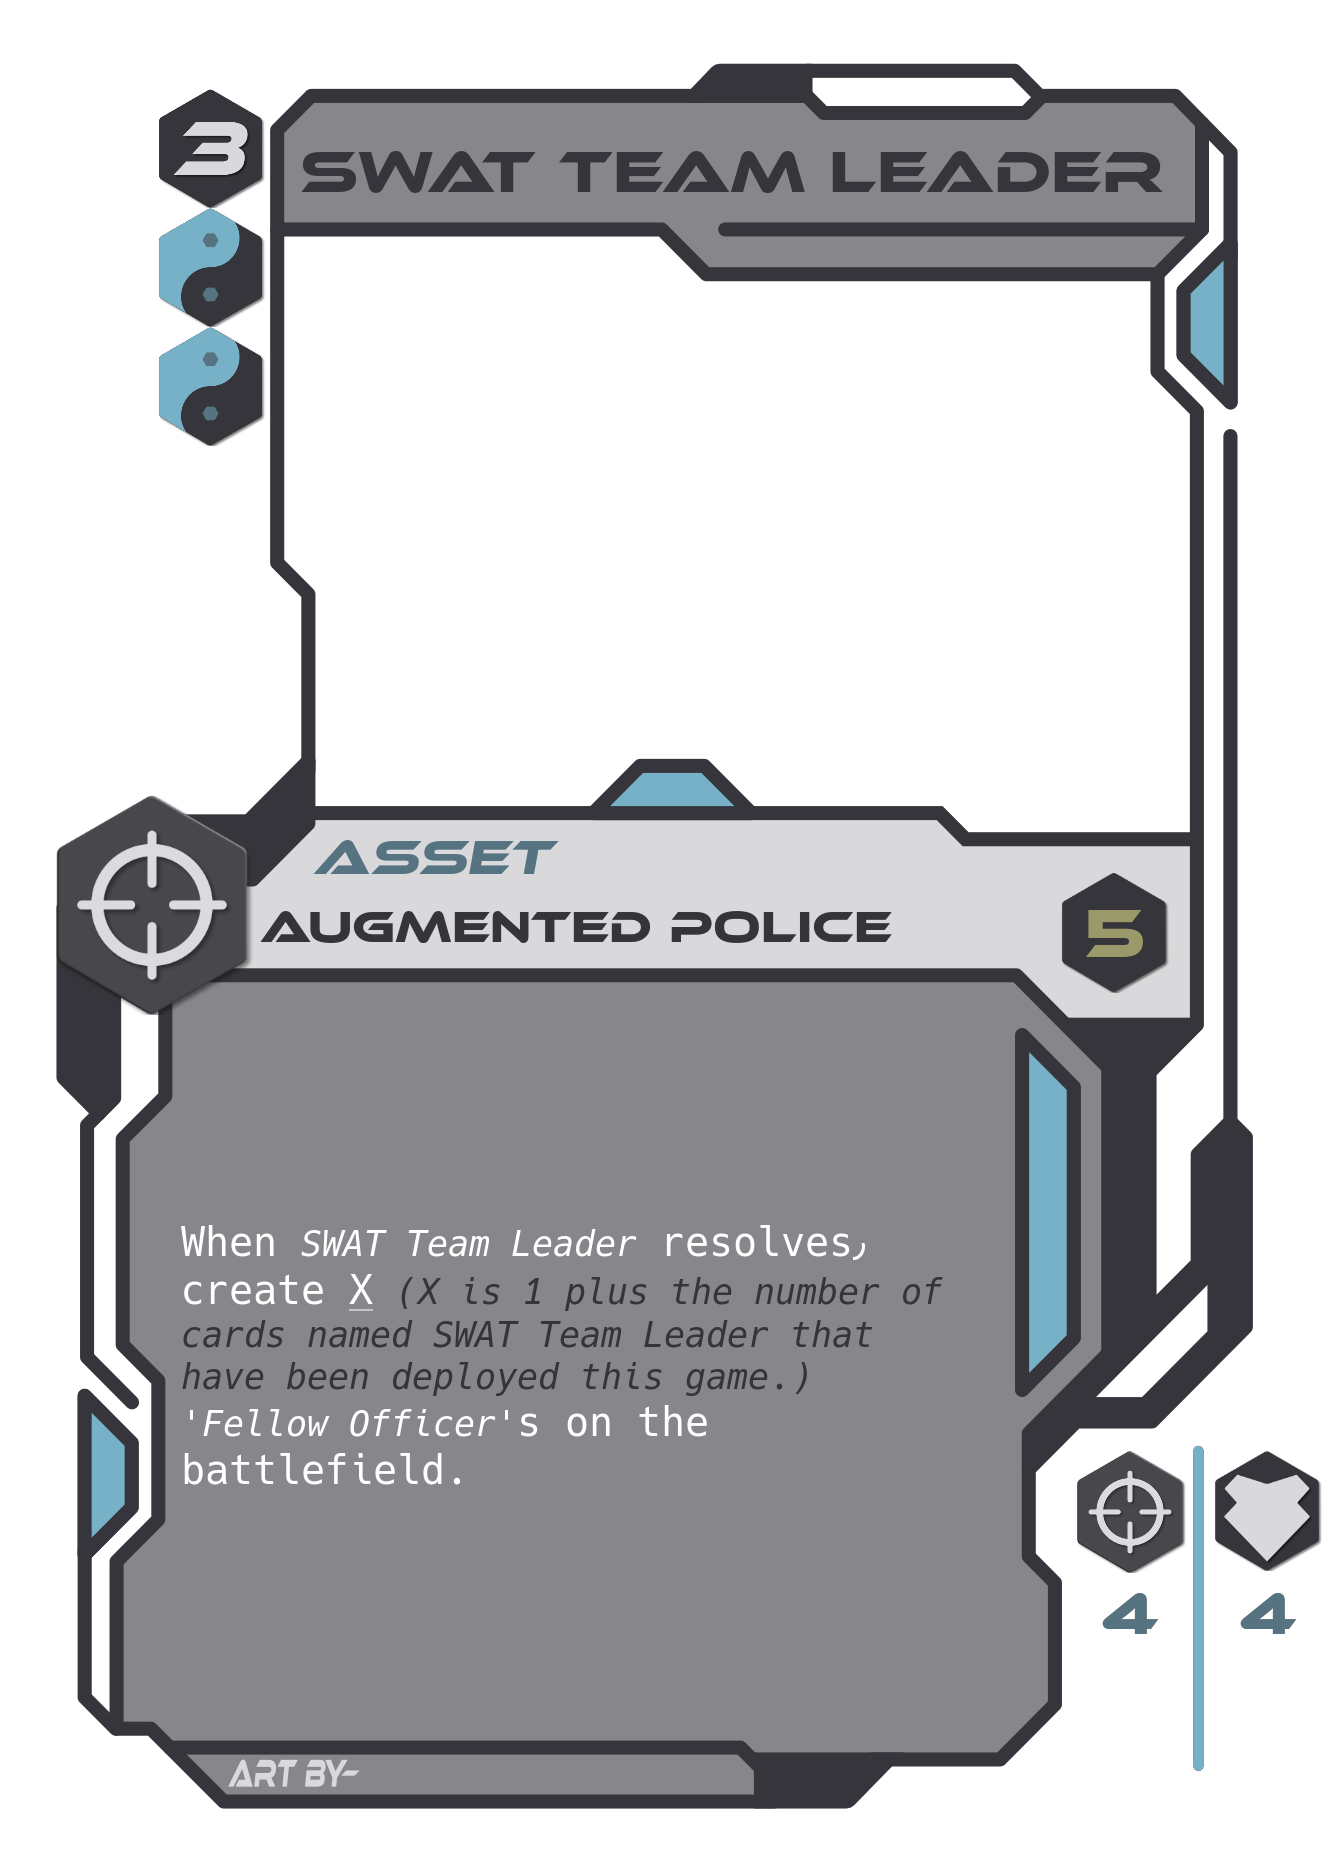 3
SWAT TEAM LEADER
ASSET
AUGMENTED POLICE
5
When SWAT Team Leader resolves,
create X (X is 1 plus the number of
cards named SWAT Team Leader that
have been deployed this game.)
'Fellow Officer's on the
battlefield.
4 4
ART BY-